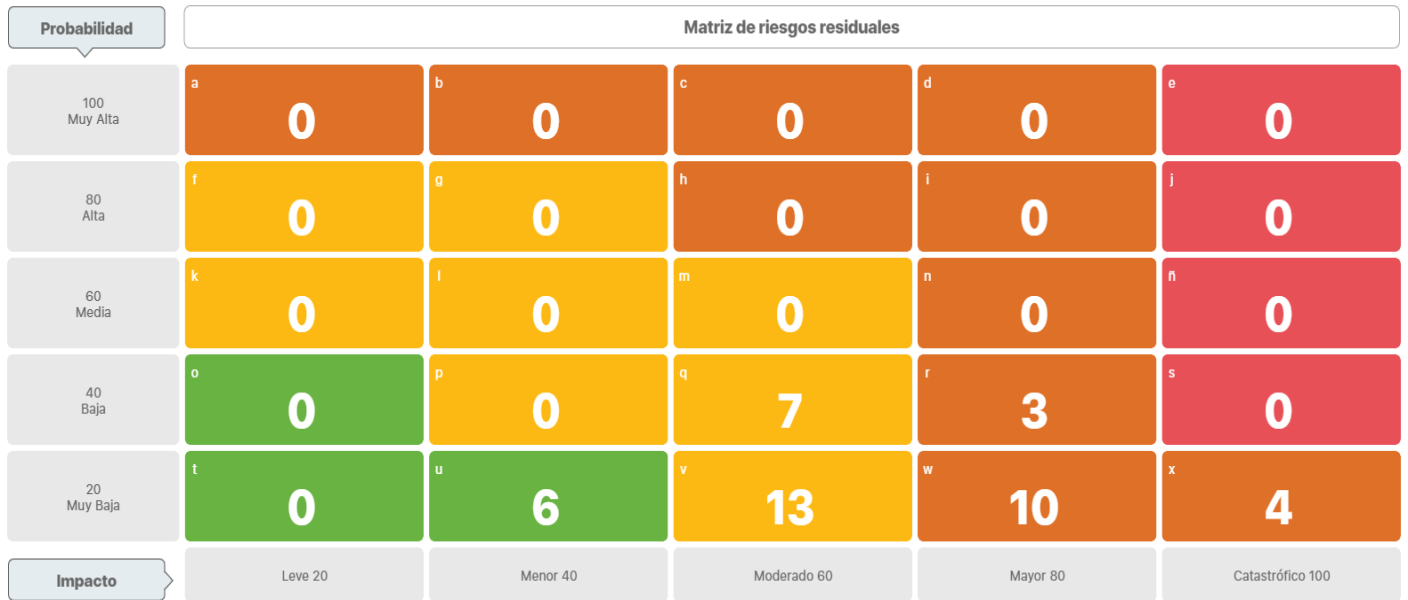 Probabilidad
Matriz de riesgos residuales
100
Muy Alta
a
0
b
0
c
0
d
0
e
0
80
Alta
f
0
g
0
h
0
i
0
j
0
60
Media
k
0
l
0
m
0
n
0
ñ
0
40
Baja
o
0
p
0
q
7
r
3
s
0
20
Muy Baja
t
0
u
6
v
13
w
10
x
4
Impacto
Leve 20
Menor 40
Moderado 60
Mayor 80
Catastrófico 100